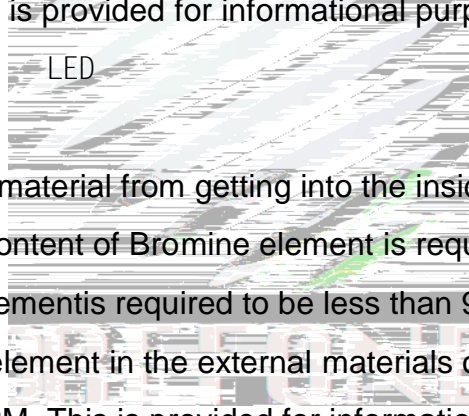 is provided for informational purp
LED
material from getting into the insid
ontent of Bromine element is requ
ementis required to be less than 9
element in the external materials o
M. This is provided for informatio